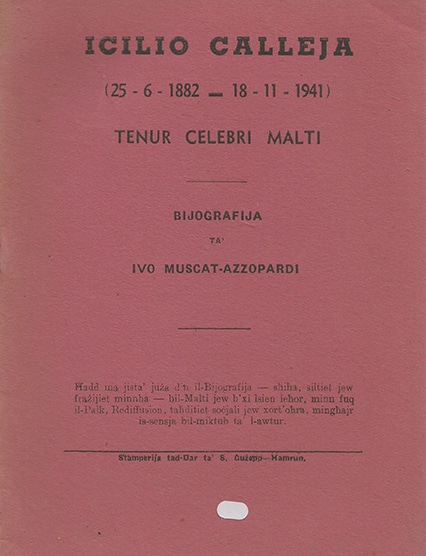 ICILIO CALLEJA
(25 - 6 - 1882 — 18 - 11 - 1941)
TENUR CELEBRI MALTI
BIJOGRAFIJA
TA'
IVO MUSCAT-AZZOPARDI
Ħadd ma jista' juża din il-Bijografija — sħiħa, siltiet jew
frażijiet minnha — bil-Malti jew b'xi lsien ieħor, minn fuq
il-Palk, Rediffusion, taħditiet soċjali jew xort'oħra, mingħajr
is-sensja bil-miktub ta' l-awtur.
Stamperija tad-Dar ta' S. Ġużepp—Ħamrun.